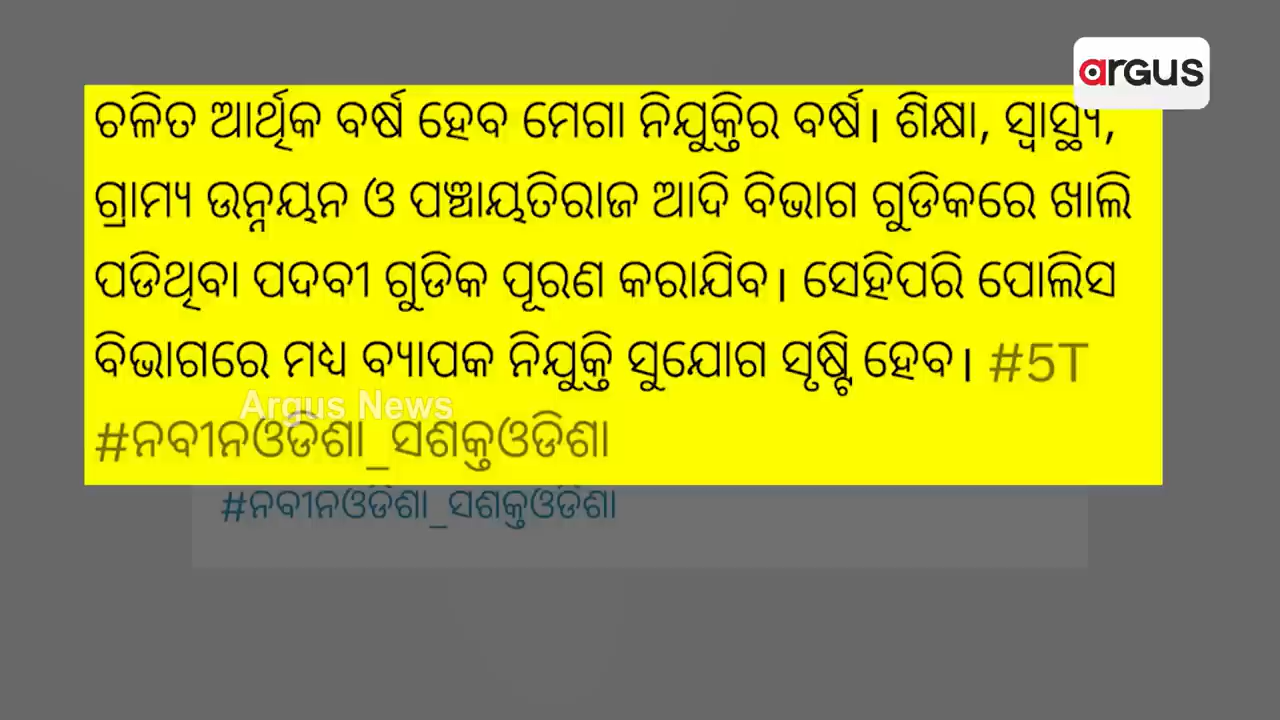 argus
ଚଳିତ ଆର୍ଥିକ ବର୍ଷ ହେବ ମେଗା ନିଯୁକ୍ତିର ବର୍ଷ। ଶିକ୍ଷା, ସ୍ୱାସ୍ଥ୍ୟ,
ଗ୍ରାମ୍ୟ ଉନ୍ନୟନ ଓ ପଞ୍ଚାୟତିରାଜ ଆଦି ବିଭାଗ ଗୁଡିକରେ ଖାଲି
ପଡିଥିବା ପଦବୀ ଗୁଡିକ ପୂରଣ କରାଯିବ। ସେହିପରି ପୋଲିସ
ବିଭାଗରେ ମଧ୍ୟ ବ୍ୟାପକ ନିଯୁକ୍ତି ସୁଯୋଗ ସୃଷ୍ଟି ହେବ। #5T
Argus News
#ନବୀନଓଡିଶା_ସଶକ୍ତଓଡିଶା
#ନବୀନଓଡିଶା_ସଶକ୍ତଓଡିଶା